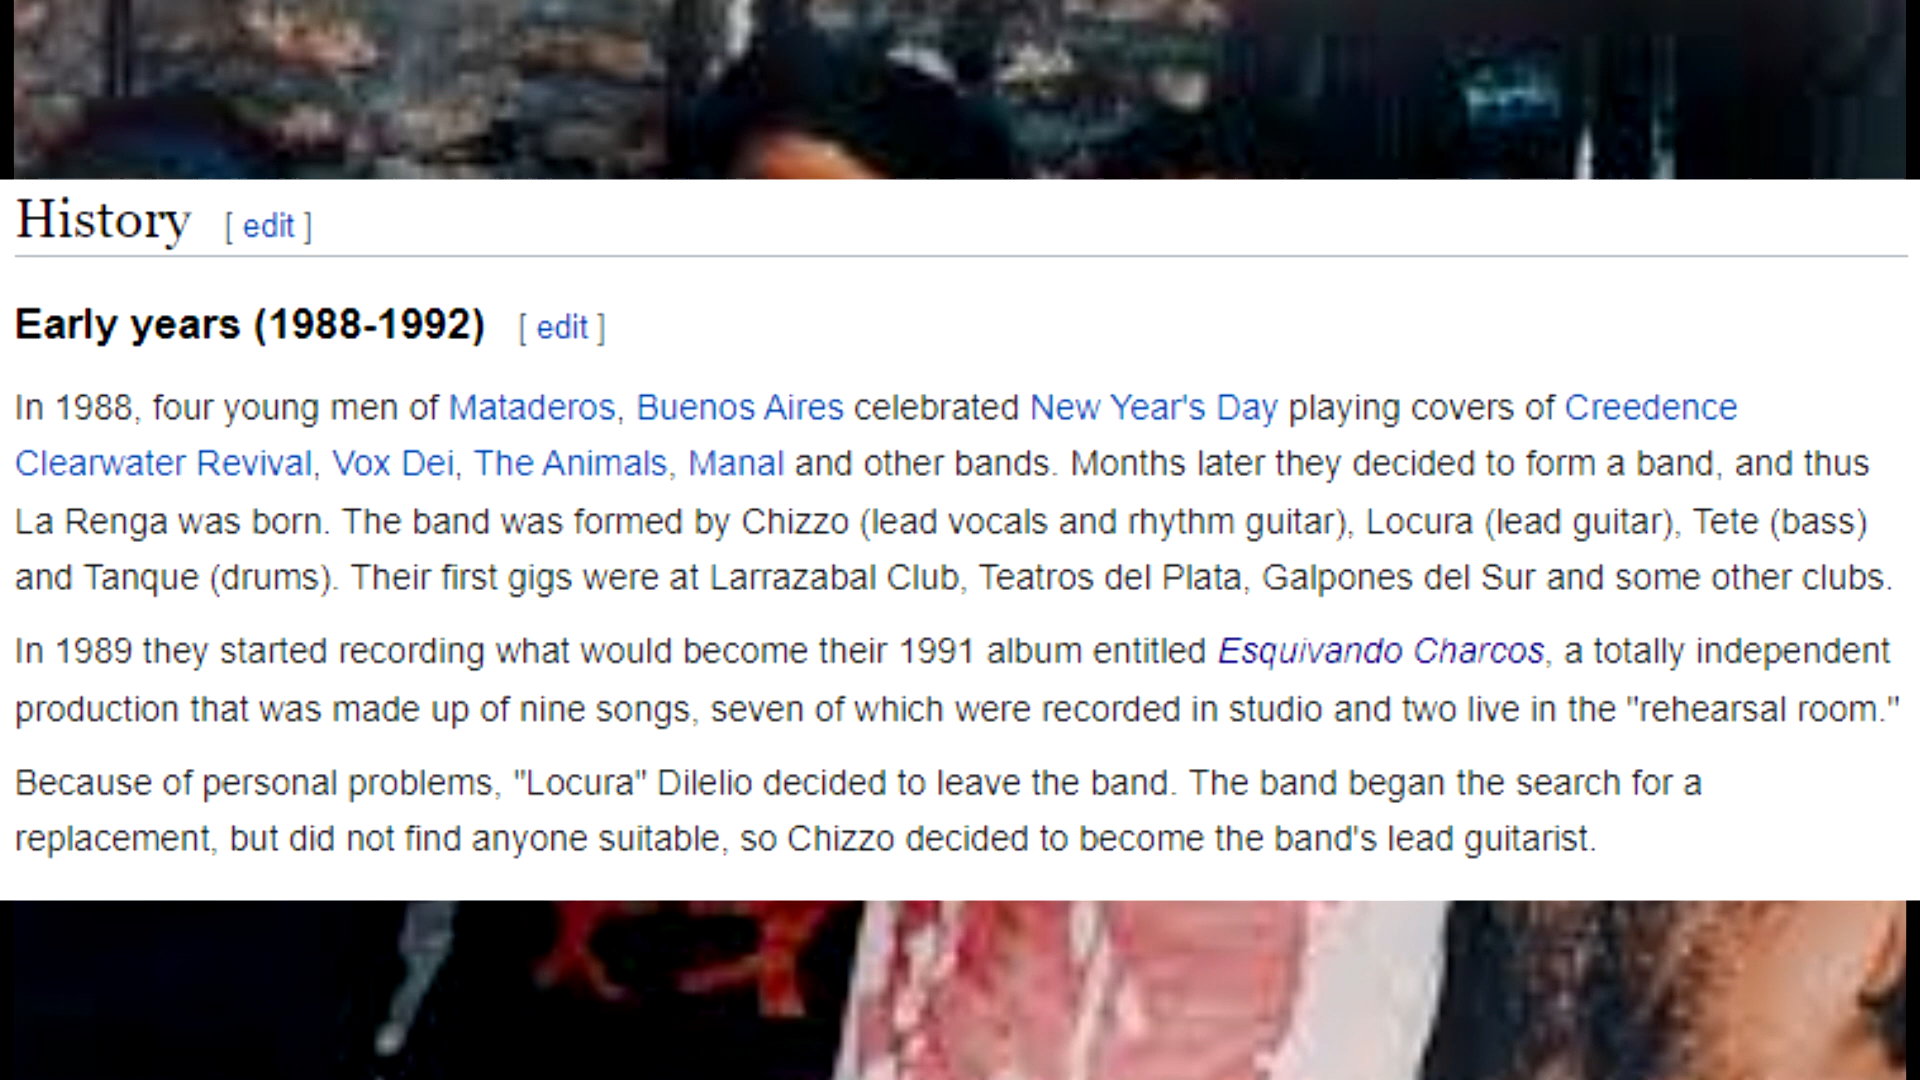 History [ edit ]
Early years (1988-1992) [ edit ]
In 1988, four young men of Mataderos, Buenos Aires celebrated New Year's Day playing covers of Creedence
Clearwater Revival, Vox Dei, The Animals, Manal and other bands. Months later they decided to form a band, and thus
La Renga was born. The band was formed by Chizzo (lead vocals and rhythm guitar), Locura (lead guitar), Tete (bass)
and Tanque (drums). Their first gigs were at Larrazabal Club, Teatros del Plata, Galpones del Sur and some other clubs.
In 1989 they started recording what would become their 1991 album entitled Esquivando Charcos, a totally independent
production that was made up of nine songs, seven of which were recorded in studio and two live in the "rehearsal room."
Because of personal problems, "Locura" Dilelio decided to leave the band. The band began the search for a
replacement, but did not find anyone suitable, so Chizzo decided to become the band's lead guitarist.